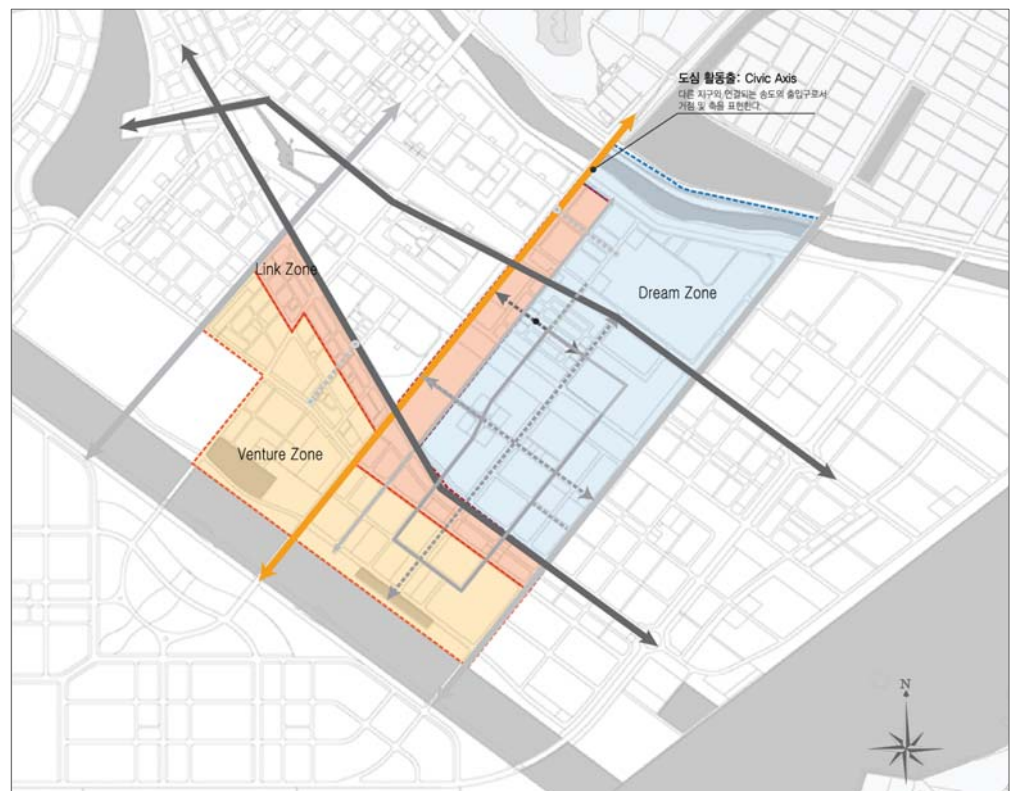 도심 활동축: Civic Axis
다른 지구와 연결되는 송도의 출입구로서
거점 및 축을 표현한다.
Link Zone
Dream Zone
Venture Zone
N